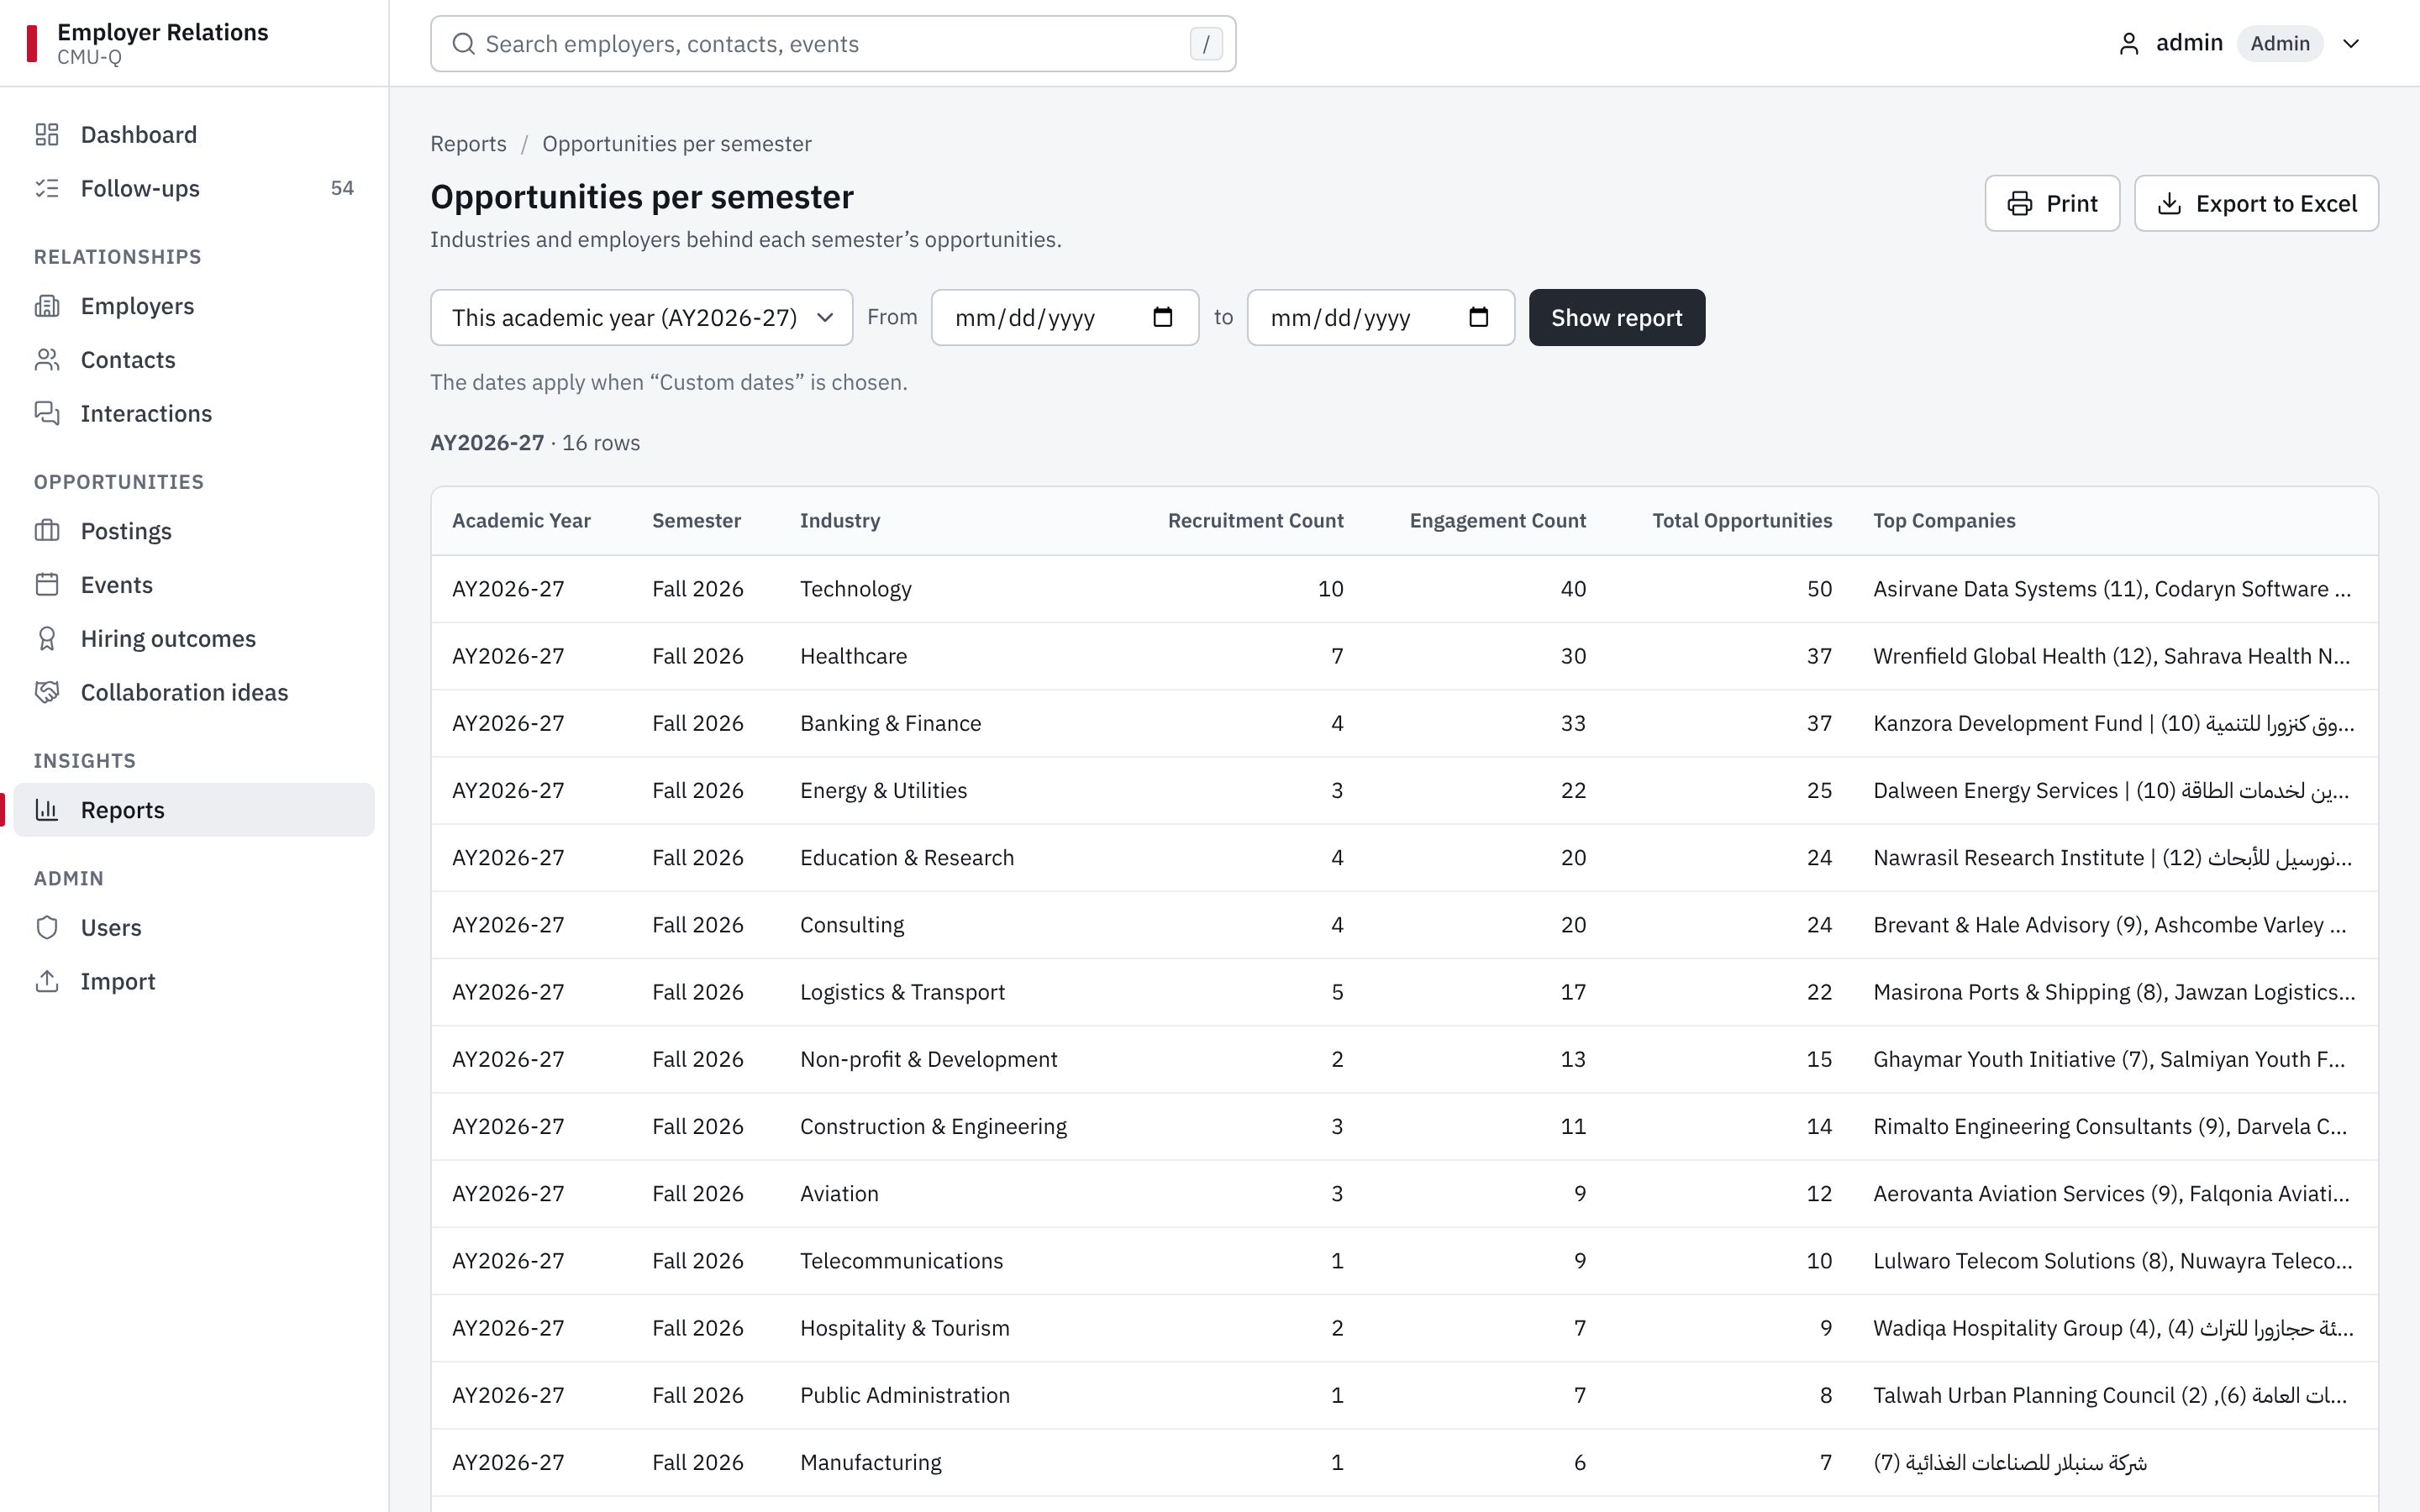 Employer Relations
CMU-Q
Search employers, contacts, events /
admin Admin
Dashboard
Follow-ups 54
RELATIONSHIPS
Employers
Contacts
Interactions
OPPORTUNITIES
Postings
Events
Hiring outcomes
Collaboration ideas
INSIGHTS
Reports
ADMIN
Users
Import
Reports / Opportunities per semester
Opportunities per semester
Industries and employers behind each semester’s opportunities.
Print
Export to Excel
This academic year (AY2026-27) From mm/dd/yyyy to mm/dd/yyyy Show report
The dates apply when “Custom dates” is chosen.
AY2026-27 · 16 rows
Academic Year Semester Industry Recruitment Count Engagement Count Total Opportunities Top Companies
AY2026-27 Fall 2026 Technology 10 40 50 Asirvane Data Systems (11), Codaryn Software ...
AY2026-27 Fall 2026 Healthcare 7 30 37 Wrenfield Global Health (12), Sahrava Health N...
AY2026-27 Fall 2026 Banking & Finance 4 33 37 Kanzora Development Fund | وق كنزورا للتنمية (10)...
AY2026-27 Fall 2026 Energy & Utilities 3 22 25 Dalween Energy Services | ين لخدمات الطاقة (10)...
AY2026-27 Fall 2026 Education & Research 4 20 24 Nawrasil Research Institute | نورسيل للأبحاث (12)...
AY2026-27 Fall 2026 Consulting 4 20 24 Brevant & Hale Advisory (9), Ashcombe Varley ...
AY2026-27 Fall 2026 Logistics & Transport 5 17 22 Masirona Ports & Shipping (8), Jawzan Logistics...
AY2026-27 Fall 2026 Non-profit & Development 2 13 15 Ghaymar Youth Initiative (7), Salmiyan Youth F...
AY2026-27 Fall 2026 Construction & Engineering 3 11 14 Rimalto Engineering Consultants (9), Darvela C...
AY2026-27 Fall 2026 Aviation 3 9 12 Aerovanta Aviation Services (9), Falqonia Aviati...
AY2026-27 Fall 2026 Telecommunications 1 9 10 Lulwaro Telecom Solutions (8), Nuwayra Teleco...
AY2026-27 Fall 2026 Hospitality & Tourism 2 7 9 Wadiqa Hospitality Group (4), ئة حجازورا للتراث (4)...
AY2026-27 Fall 2026 Public Administration 1 7 8 Talwah Urban Planning Council ات العامة (6), (2)...
AY2026-27 Fall 2026 Manufacturing 1 6 7 شركة سنبلار للصناعات الغذائية (7)